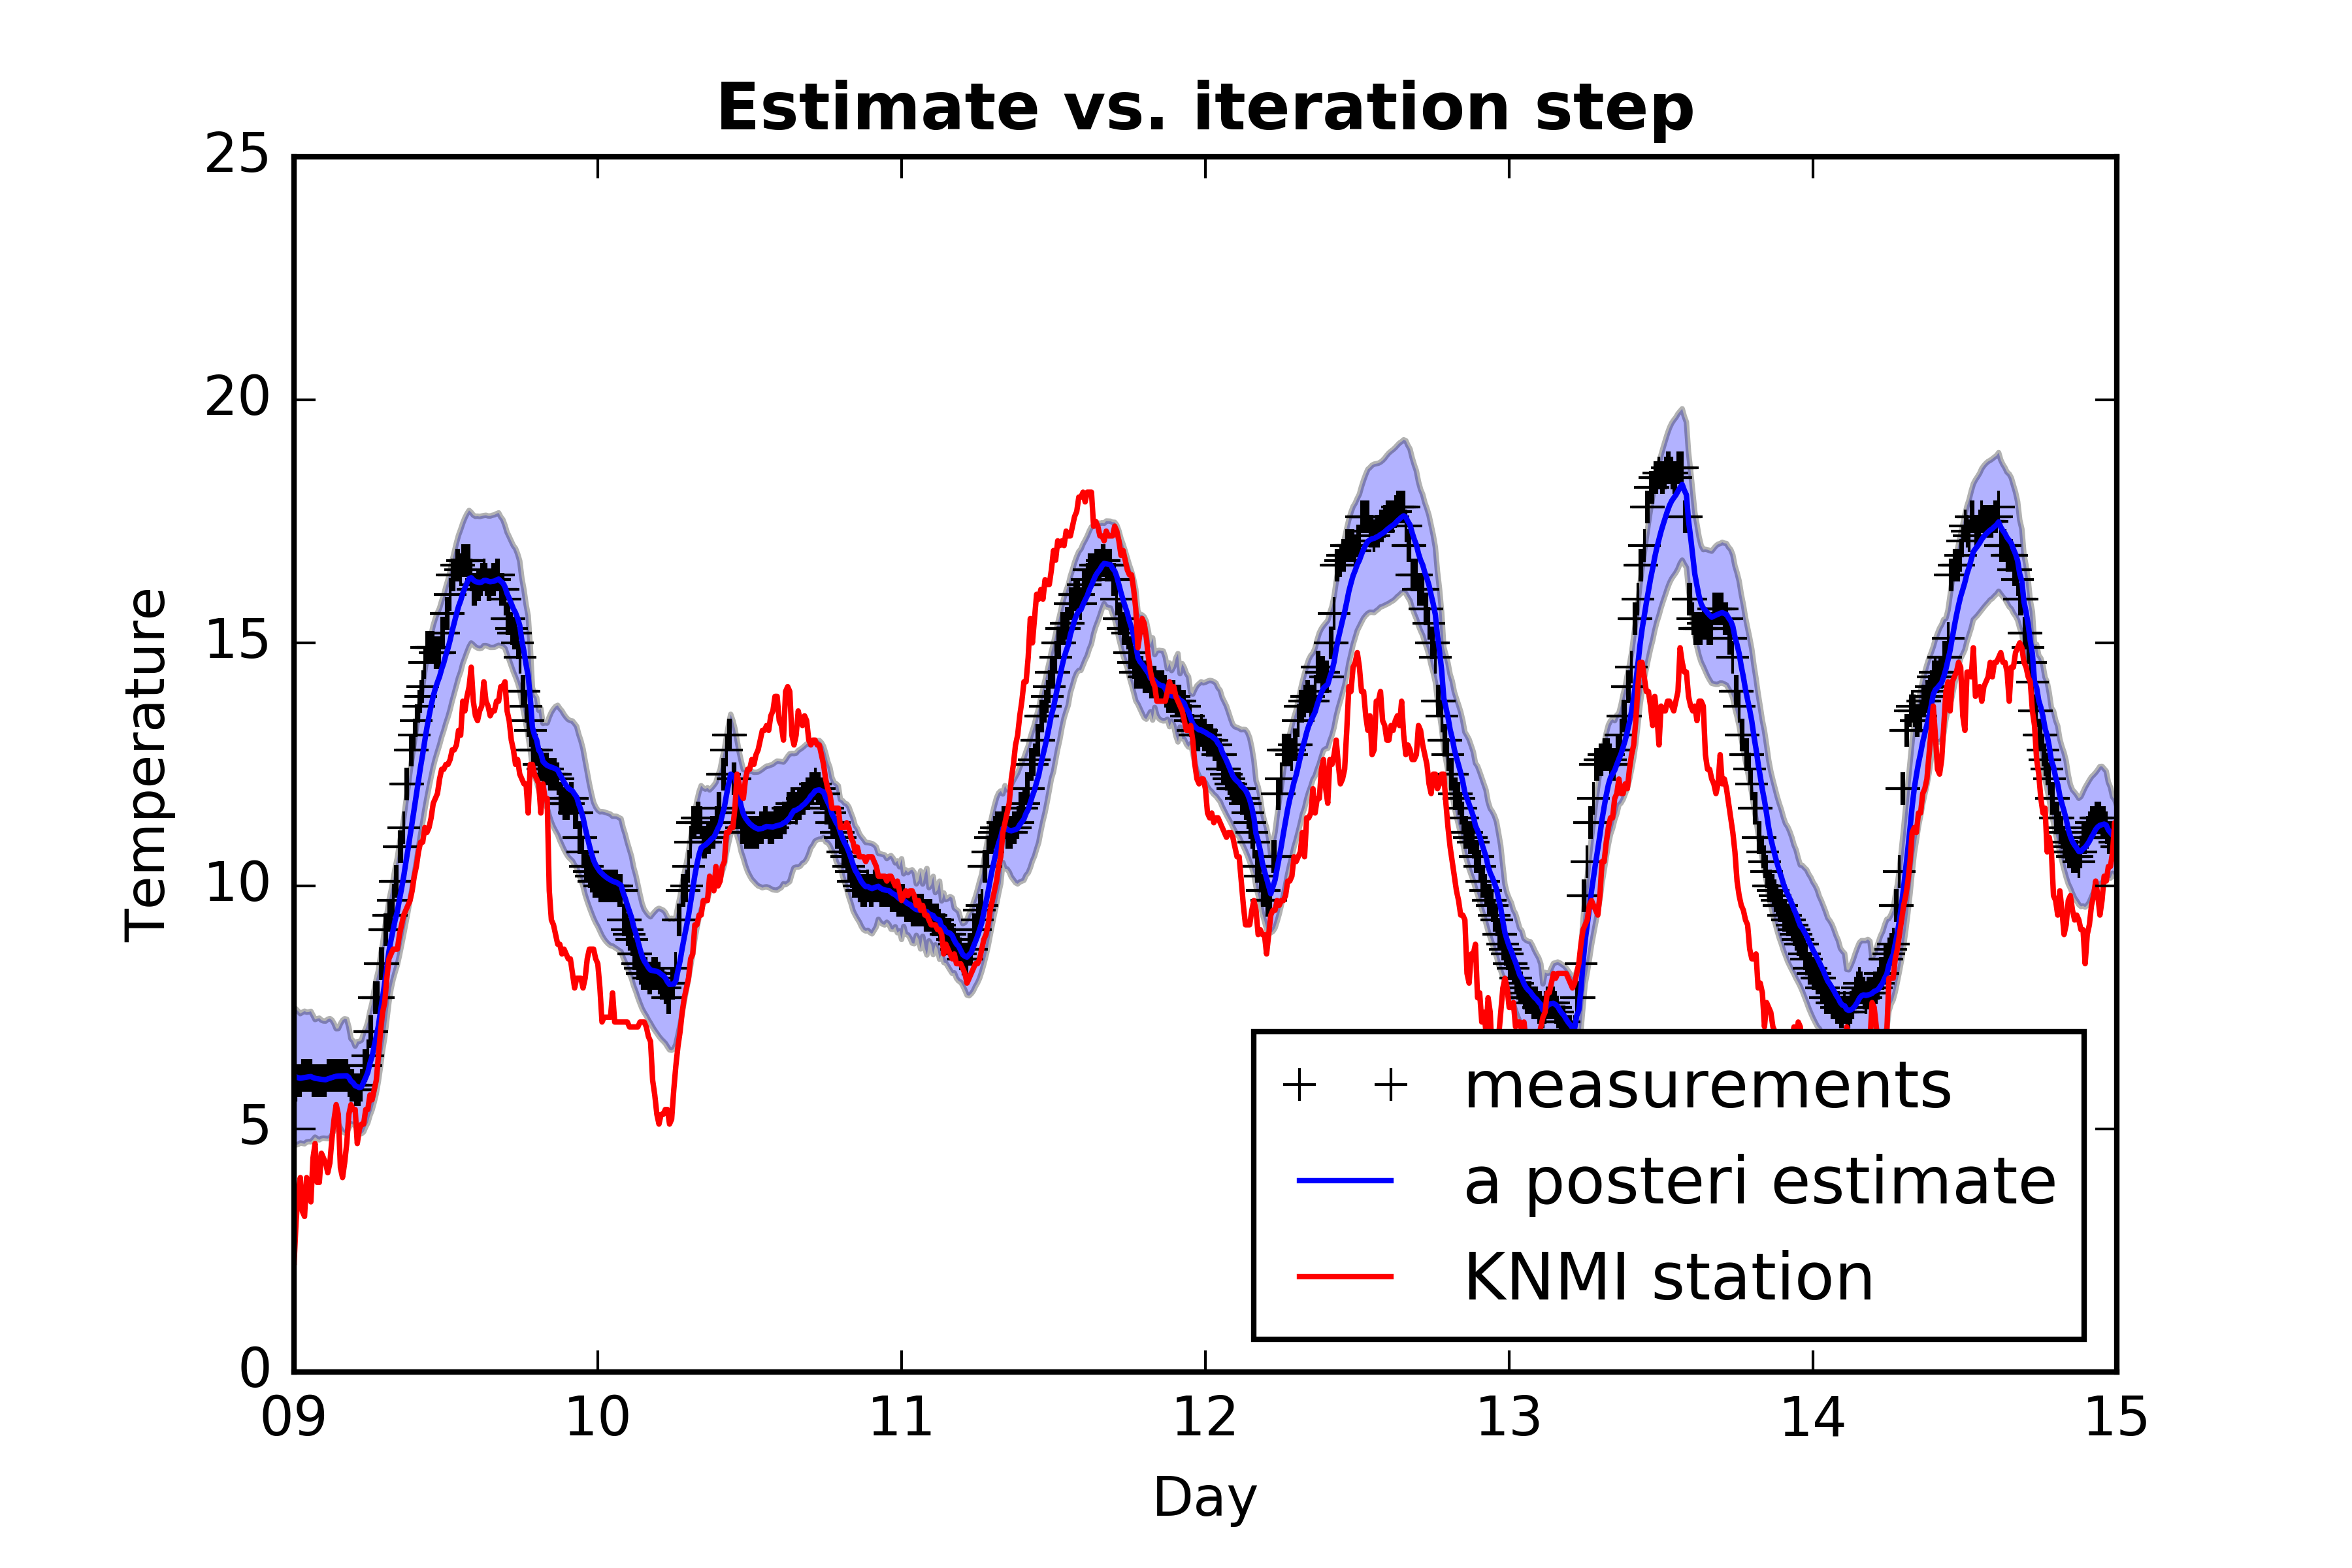 Estimate vs. iteration step
25
20
15
10
5
0
Temperature
09 10 11 12 13 14 15
Day
measurements
a posteri estimate
KNMI station